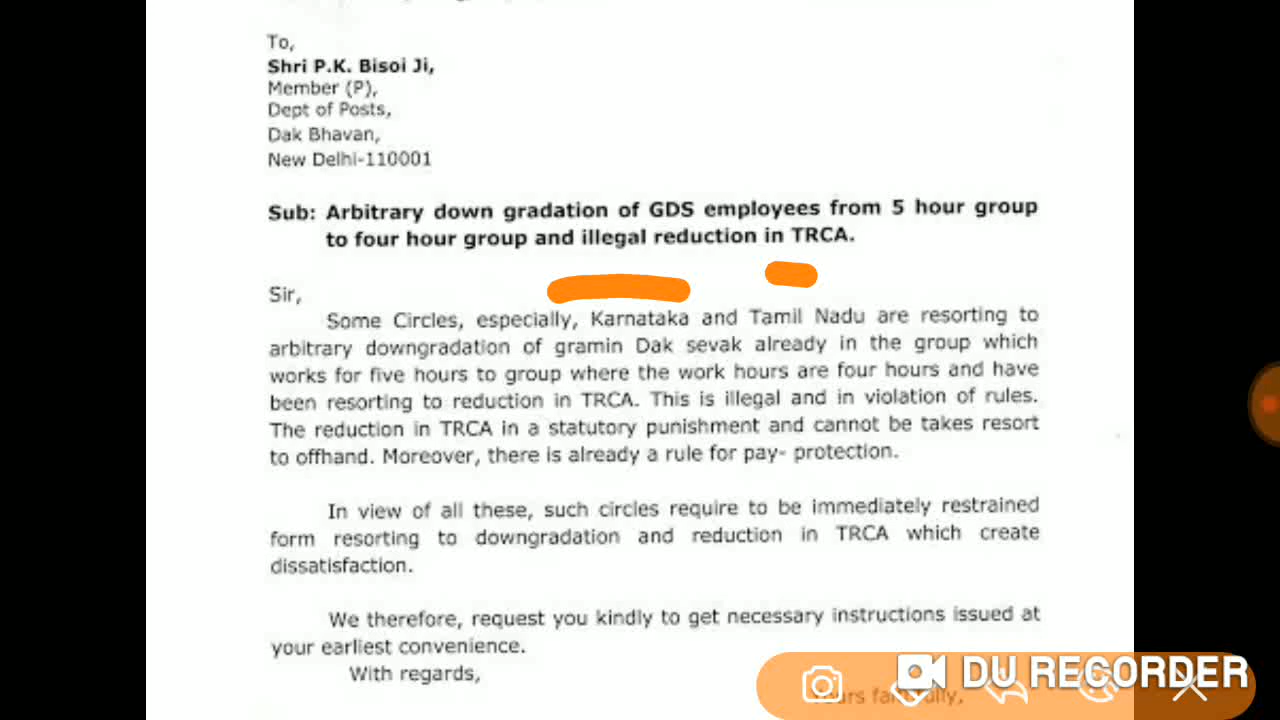 To,
Shri P.K. Bisoi Ji,
Member (P),
Dept of Posts,
Dak Bhavan,
New Delhi-110001
Sub: Arbitrary down gradation of GDS employees from 5 hour group
to four hour group and illegal reduction in TRCA.
Sir,
Some Circles, especially, Karnataka and Tamil Nadu are resorting to
arbitrary downgradation of gramin Dak sevak already in the group which
works for five hours to group where the work hours are four hours and have
been resorting to reduction in TRCA. This is illegal and in violation of rules.
The reduction in TRCA in a statutory punishment and cannot be takes resort
to offhand. Moreover, there is already a rule for pay- protection.
In view of all these, such circles require to be immediately restrained
form resorting to downgradation and reduction in TRCA which create
dissatisfaction.
We therefore, request you kindly to get necessary instructions issued at
your earliest convenience.
With regards,
DU RECORDER